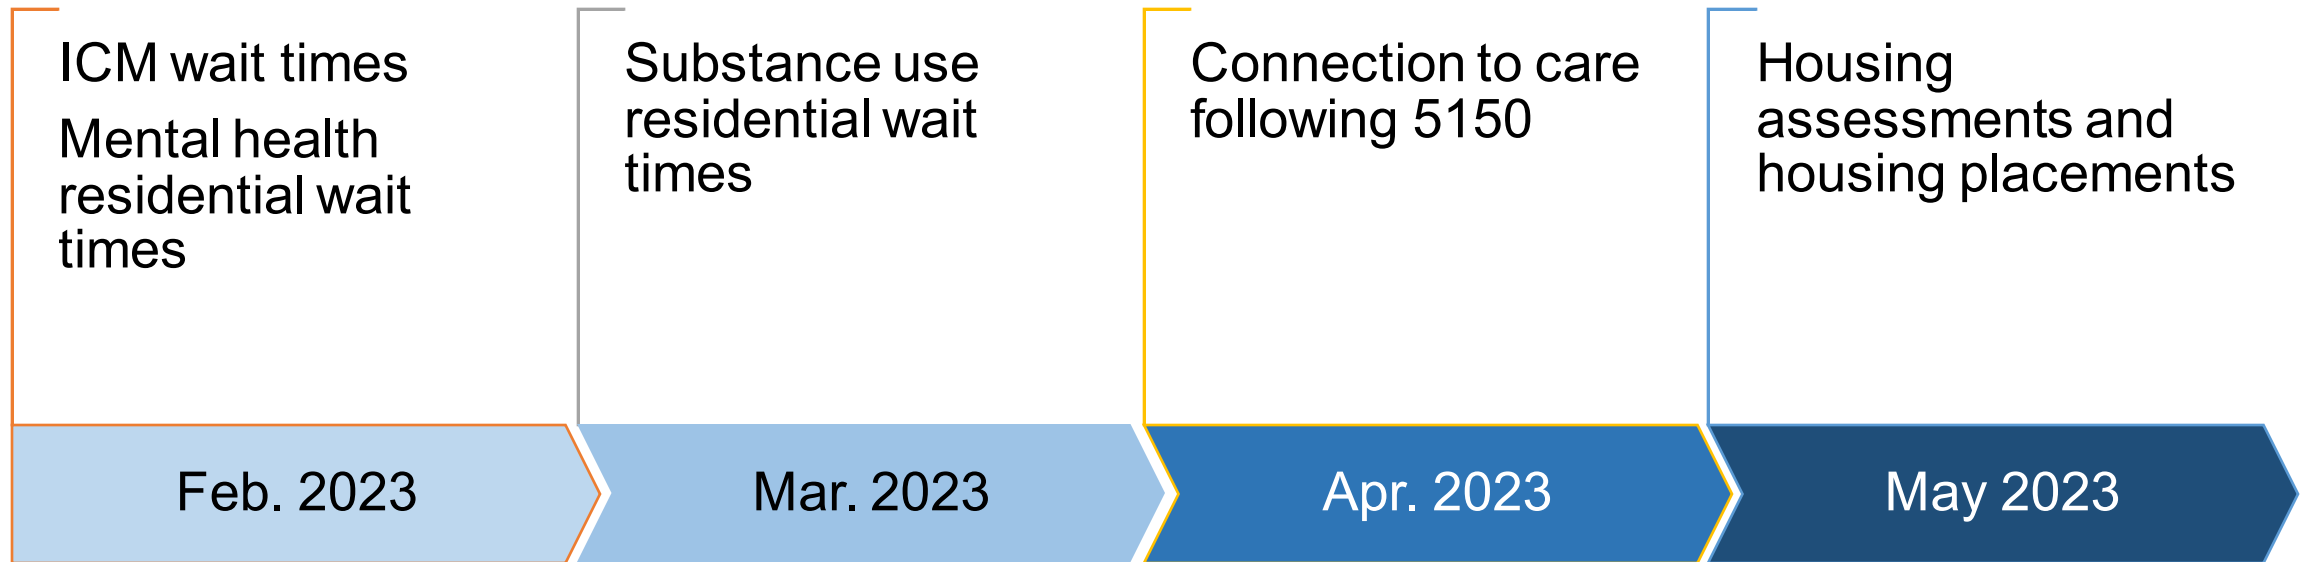 ICM wait times
Mental health
residential wait
times
Substance use
residential wait
times
Connection to care
following 5150
Housing
assessments and
housing placements
Feb. 2023
Mar. 2023
Apr. 2023
May 2023